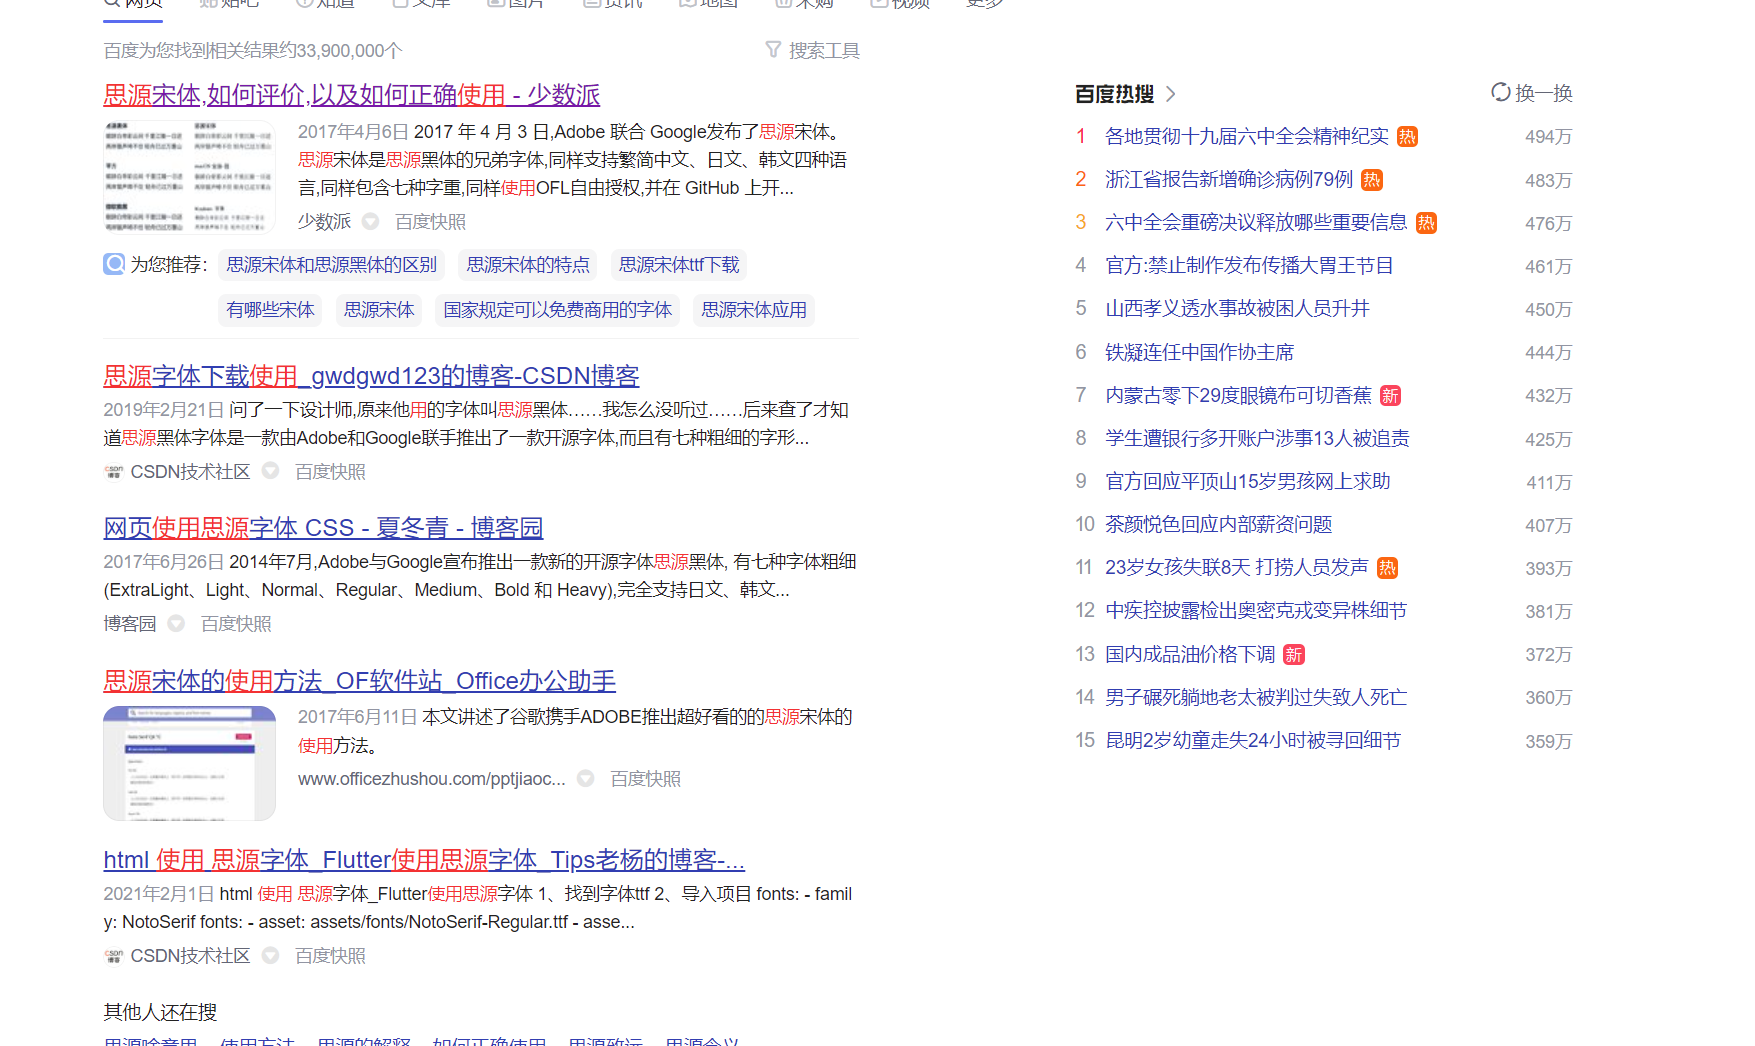 网页 贴吧 知道 文库 图片 资讯 地图 采购 视频 更多
百度为您找到相关结果约33,900,000个
搜索工具
思源宋体,如何评价,以及如何正确使用 - 少数派
2017年4月6日 2017 年 4 月 3 日,Adobe 联合 Google发布了思源宋体。
思源宋体是思源黑体的兄弟字体,同样支持繁简中文、日文、韩文四种语
言,同样包含七种字重,同样使用OFL自由授权,并在 GitHub 上开...
少数派 百度快照
为您推荐: 思源宋体和思源黑体的区别 思源宋体的特点 思源宋体ttf下载
有哪些宋体 思源宋体 国家规定可以免费商用的字体 思源宋体应用
思源字体下载使用_gwdgwd123的博客-CSDN博客
2019年2月21日 问了一下设计师,原来他用的字体叫思源黑体……我怎么没听过……后来查了才知
道思源黑体字体是一款由Adobe和Google联手推出了一款开源字体,而且有七种粗细的字形...
CSDN技术社区 百度快照
网页使用思源字体 CSS - 夏冬青 - 博客园
2017年6月26日 2014年7月,Adobe与Google宣布推出一款新的开源字体思源黑体, 有七种字体粗细
(ExtraLight、Light、Normal、Regular、Medium、Bold 和 Heavy),完全支持日文、韩文...
博客园 百度快照
思源宋体的使用方法_OF软件站_Office办公助手
2017年6月11日 本文讲述了谷歌携手ADOBE推出超好看的的思源宋体的
使用方法。
www.officezhushou.com/pptjiaoc... 百度快照
html 使用 思源字体_Flutter使用思源字体_Tips老杨的博客-...
2021年2月1日 html 使用 思源字体_Flutter使用思源字体 1、找到字体ttf 2、导入项目 fonts: - famil
y: NotoSerif fonts: - asset: assets/fonts/NotoSerif-Regular.ttf - asse...
CSDN技术社区 百度快照
其他人还在搜
思源啥意思 使用方法 思源的解释 如何正确使用 思源致远 思源含义
百度热搜
换一换
1 各地贯彻十九届六中全会精神纪实 热 494万
2 浙江省报告新增确诊病例79例 热 483万
3 六中全会重磅决议释放哪些重要信息 热 476万
4 官方:禁止制作发布传播大胃王节目 461万
5 山西孝义透水事故被困人员升井 450万
6 铁凝连任中国作协主席 444万
7 内蒙古零下29度眼镜布可切香蕉 新 432万
8 学生遭银行多开账户涉事13人被追责 425万
9 官方回应平顶山15岁男孩网上求助 411万
10 茶颜悦色回应内部薪资问题 407万
11 23岁女孩失联8天 打捞人员发声 热 393万
12 中疾控披露检出奥密克戎变异株细节 381万
13 国内成品油价格下调 新 372万
14 男子碾死躺地老太被判过失致人死亡 360万
15 昆明2岁幼童走失24小时被寻回细节 359万